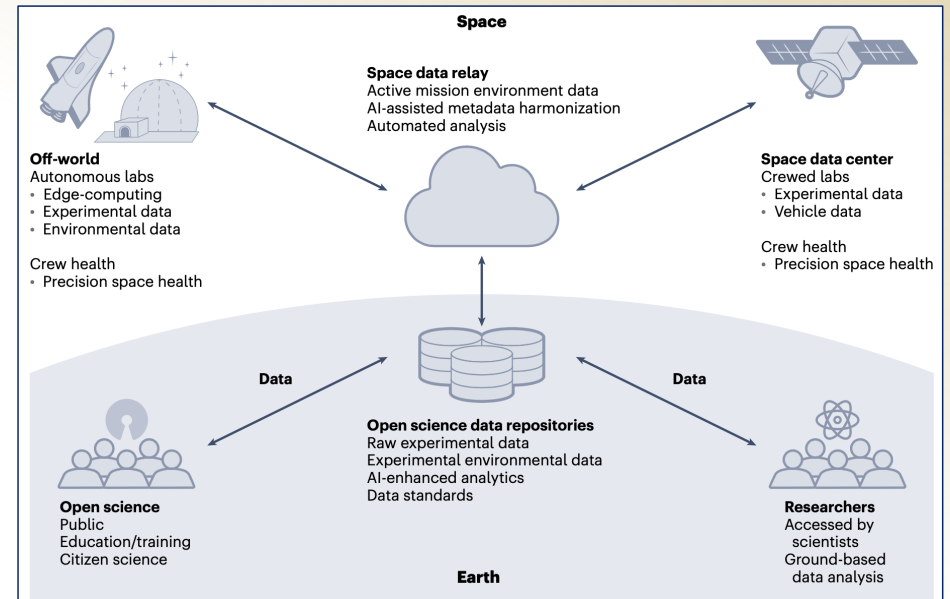 Space
Space data relay
Active mission environment data
AI-assisted metadata harmonization
Automated analysis
Off-world
Autonomous labs
• Edge-computing
• Experimental data
• Environmental data
Crew health
• Precision space health
Space data center
Crewed labs
• Experimental data
• Vehicle data
Crew health
• Precision space health
Data
Data
Open science data repositories
Raw experimental data
Experimental environmental data
AI-enhanced analytics
Data standards
Open science
Public
Education/training
Citizen science
Researchers
Accessed by
scientists
Ground-based
data analysis
Earth